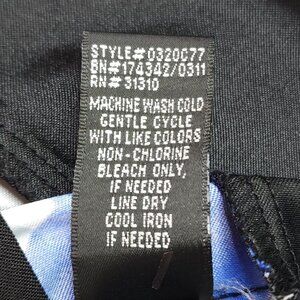 STYLE#0320C77
BN#174342/0311
RN#31310
MACHINE WASH COLD
GENTLE CYCLE
WITH LIKE COLORS
NON-CHLORINE
BLEACH ONLY,
IF NEEDED
LINE DRY
COOL IRON
IF NEEDED